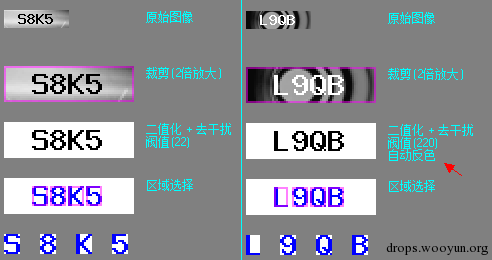 S8K5 原始图像
S8K5 裁剪(2倍放大)
S8K5 二值化 + 去干扰
阀值(22)
S8K5 区域选择
S 8 K 5
L9QB 原始图像
L9QB 裁剪(2倍放大)
L9QB 二值化 + 去干扰
阀值(220)
自动反色
L9QB 区域选择
L 9 Q B
drops.wooyun.org